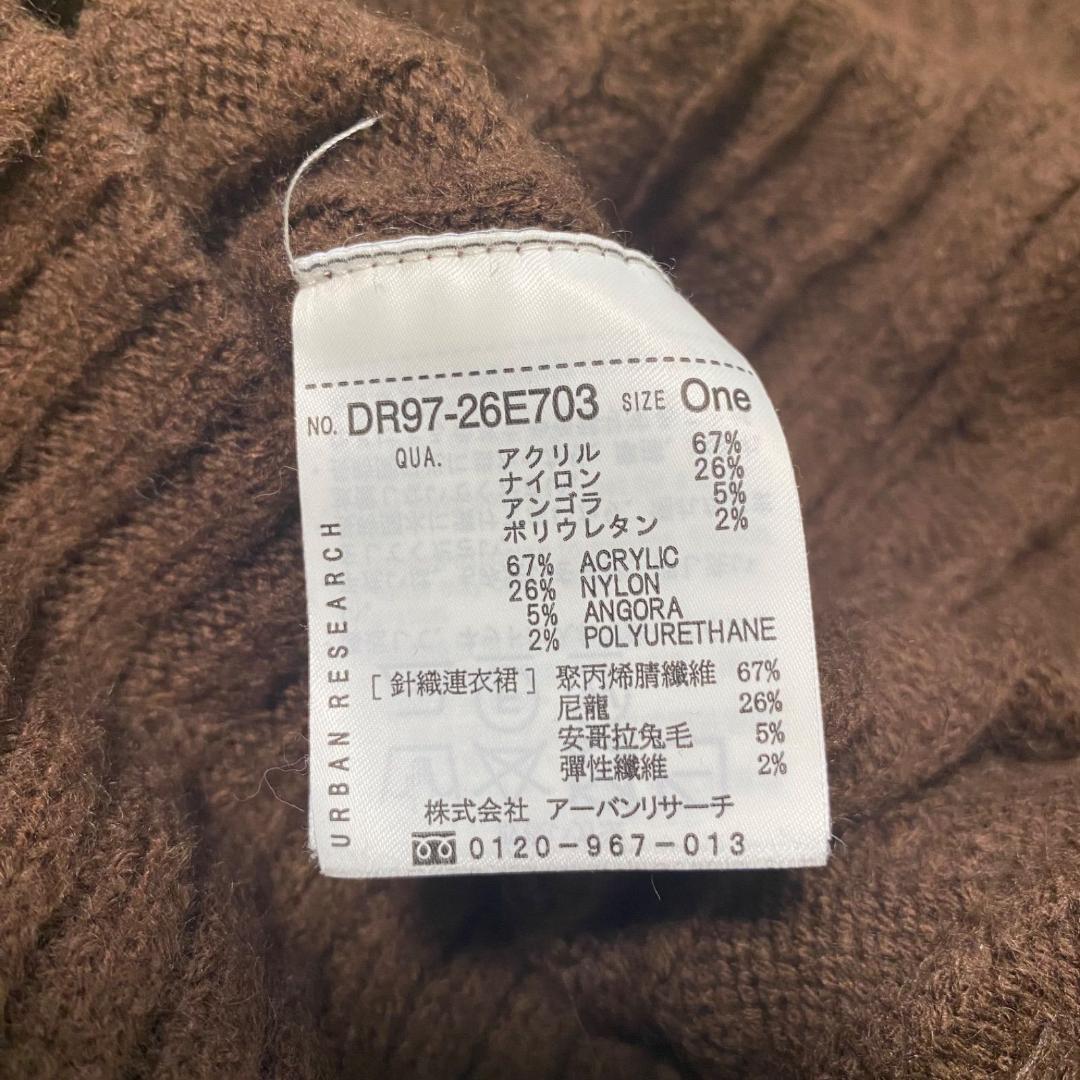 NO. DR97-26E703 SIZE One
QUA. アクリル 67%
ナイロン 26%
アンゴラ 5%
ポリウレタン 2%
67% ACRYLIC
26% NYLON
5% ANGORA
2% POLYURETHANE
[針織連衣裙] 聚丙烯腈纖維 67%
尼龍 26%
安哥拉兔毛 5%
彈性纖維 2%
株式会社 アーバンリサーチ
0120-967-013
URBAN RESEARCH